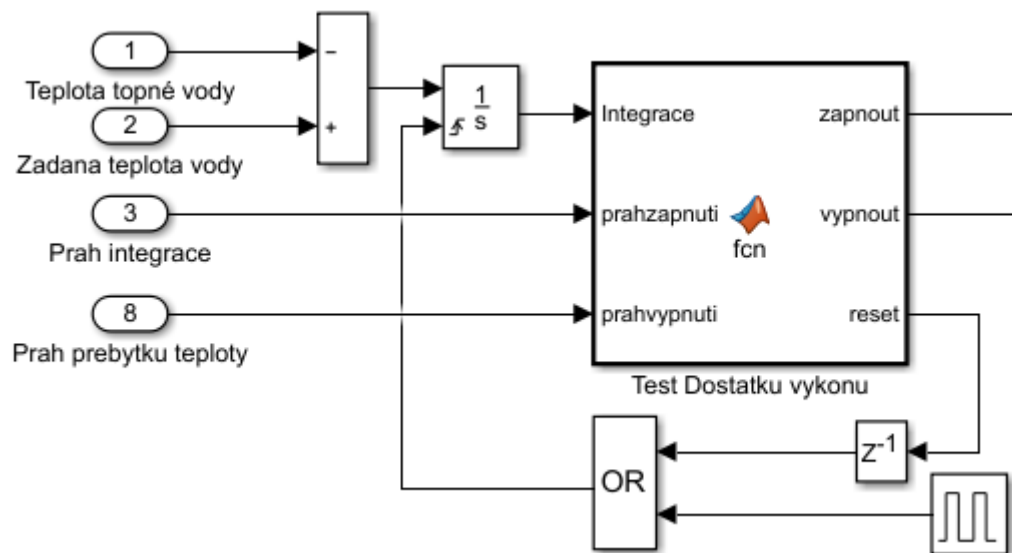 1
Teplota topné vody
2
Zadana teplota vody
3
Prah integrace
8
Prah prebytku teploty
−
+
1
s
Integrace
prahzapnuti
prahvypnuti
fcn
zapnout
vypnout
reset
Test Dostatku vykonu
OR
Z-1